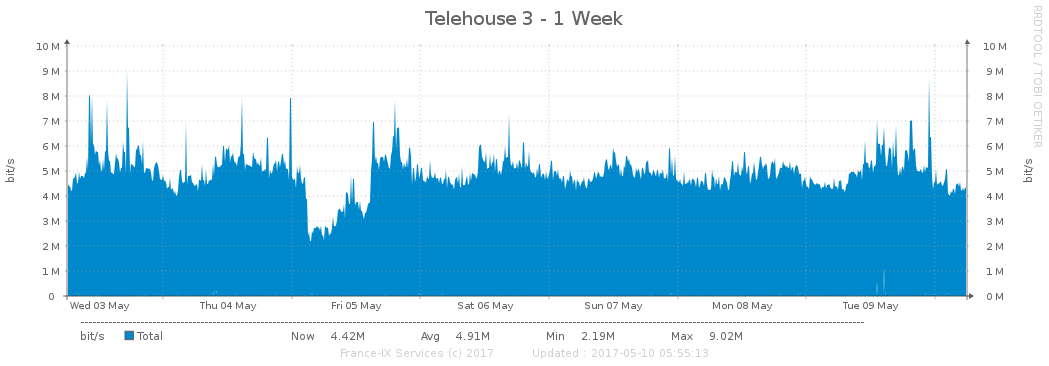 Telehouse 3 - 1 Week
RRDTOOL / TOBI OETIKER
bit/s
10 M 10 M
9 M 9 M
8 M 8 M
7 M 7 M
6 M 6 M
5 M 5 M
4 M 4 M
3 M 3 M
2 M 2 M
1 M 1 M
0 0 M
bit/s
Wed 03 May Thu 04 May Fri 05 May Sat 06 May Sun 07 May Mon 08 May Tue 09 May
bit/s Total Now 4.42M Avg 4.91M Min 2.19M Max 9.02M
France-IX Services (c) 2017 Updated : 2017-05-10 05:55:13